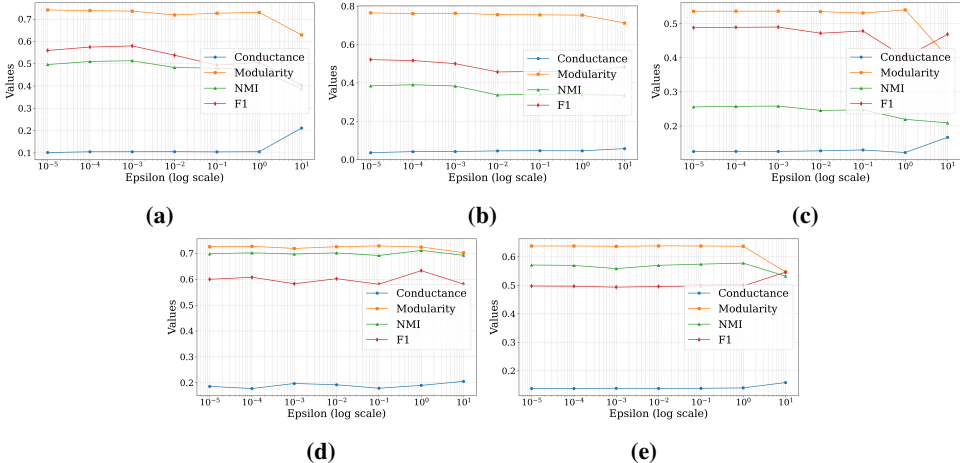 0.7
0.6
0.5
0.4
0.3
0.2
0.1
Values
Conductance
Modularity
NMI
F1
10⁻⁵ 10⁻⁴ 10⁻³ 10⁻² 10⁻¹ 10⁰ 10¹
Epsilon (log scale)
(a)
0.8
0.6
0.4
0.2
0.0
Values
Conductance
Modularity
NMI
F1
10⁻⁵ 10⁻⁴ 10⁻³ 10⁻² 10⁻¹ 10⁰ 10¹
Epsilon (log scale)
(b)
0.5
0.4
0.3
0.2
Values
Conductance
Modularity
NMI
F1
10⁻⁵ 10⁻⁴ 10⁻³ 10⁻² 10⁻¹ 10⁰ 10¹
Epsilon (log scale)
(c)
0.7
0.6
0.5
0.4
0.3
0.2
Values
Conductance
Modularity
NMI
F1
10⁻⁵ 10⁻⁴ 10⁻³ 10⁻² 10⁻¹ 10⁰ 10¹
Epsilon (log scale)
(d)
0.6
0.5
0.4
0.3
0.2
Values
Conductance
Modularity
NMI
F1
10⁻⁵ 10⁻⁴ 10⁻³ 10⁻² 10⁻¹ 10⁰ 10¹
Epsilon (log scale)
(e)